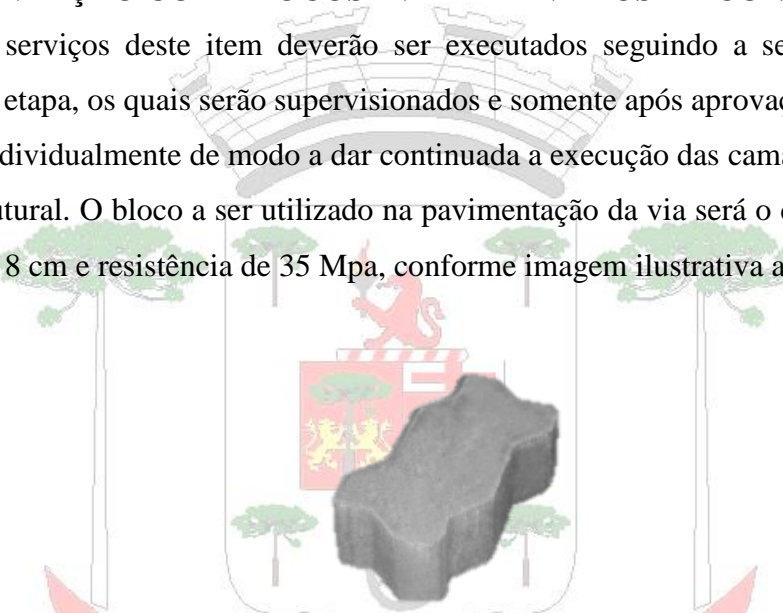 serviços deste item deverão ser executados seguindo a se
etapa, os quais serão supervisionados e somente após aprovaç
dividualmente de modo a dar continuada a execução das cama
utural. O bloco a ser utilizado na pavimentação da via será o
8 cm e resistência de 35 Mpa, conforme imagem ilustrativa a